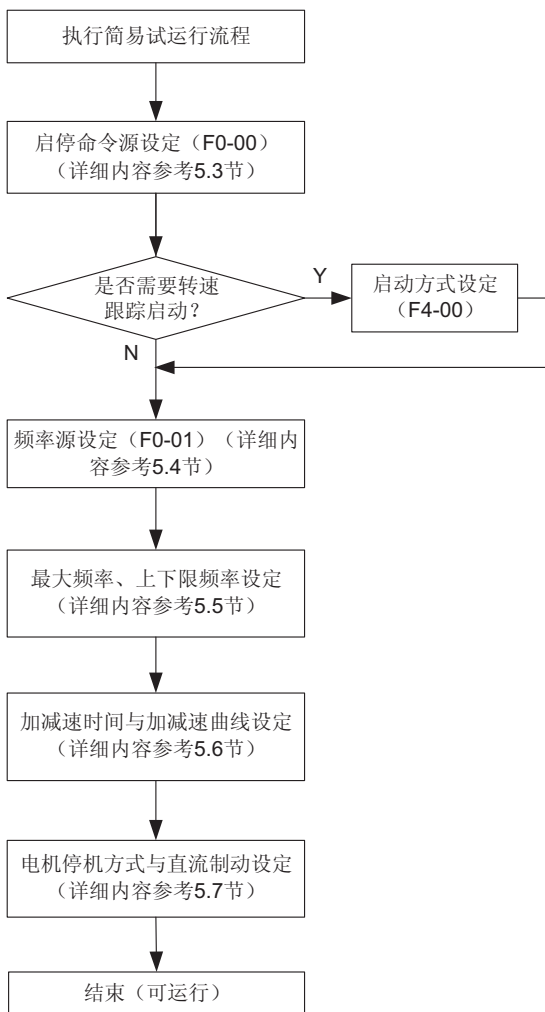 执行简易试运行流程
启停命令源设定（F0-00）
（详细内容参考5.3节）
是否需要转速
跟踪启动？
Y
启动方式设定
（F4-00）
N
频率源设定（F0-01）（详细内
容参考5.4节）
最大频率、上下限频率设定
（详细内容参考5.5节）
加减速时间与加减速曲线设定
（详细内容参考5.6节）
电机停机方式与直流制动设定
（详细内容参考5.7节）
结束（可运行）